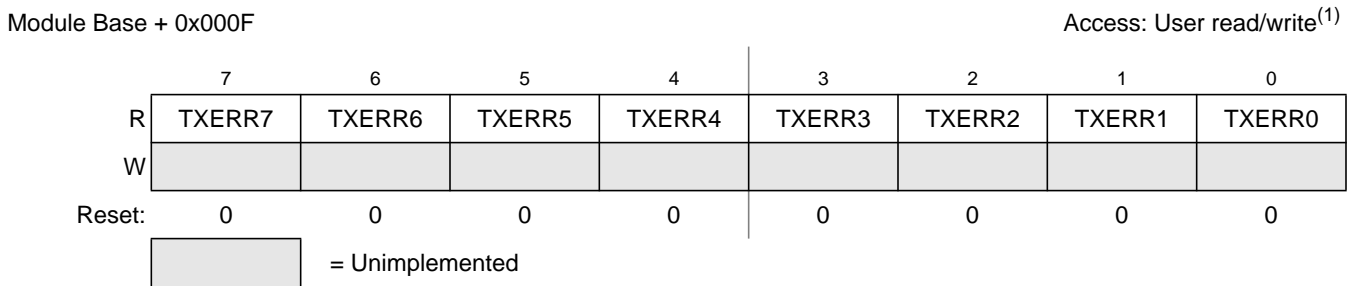 Module Base + 0x000F Access: User read/write(1)
7 6 5 4 3 2 1 0
R TXERR7 TXERR6 TXERR5 TXERR4 TXERR3 TXERR2 TXERR1 TXERR0
W
Reset: 0 0 0 0 0 0 0 0
= Unimplemented